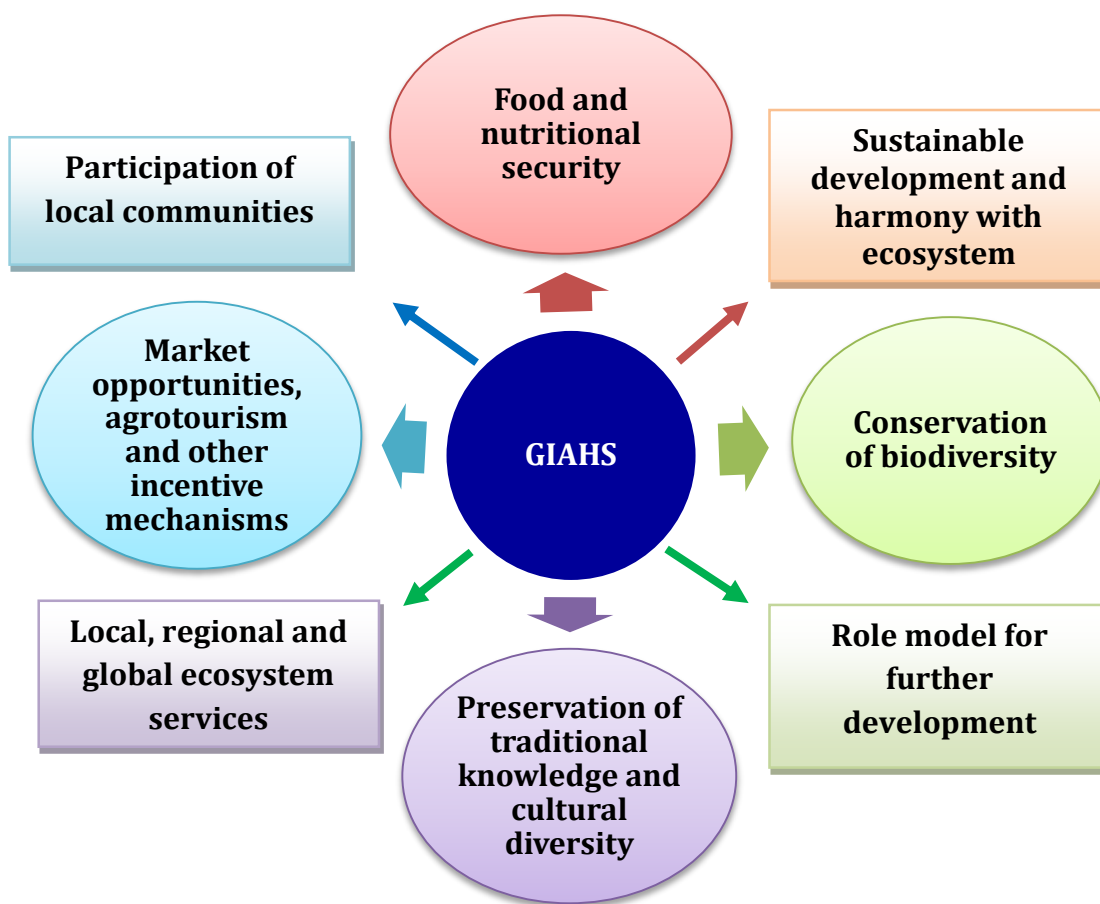 Food and
nutritional
security
Participation of
local communities
Sustainable
development and
harmony with
ecosystem
Market
opportunities,
agrotourism
and other
incentive
mechanisms
GIAHS
Conservation
of biodiversity
Local, regional and
global ecosystem
services
Role model for
further
development
Preservation of
traditional
knowledge and
cultural
diversity